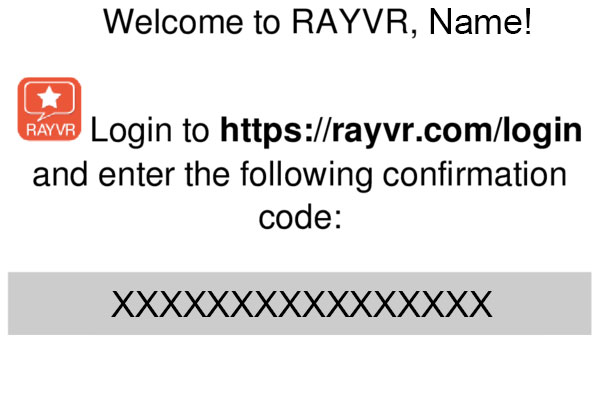 Welcome to RAYVR, Name!
RAYVR
Login to https://rayvr.com/login
and enter the following confirmation
code:
XXXXXXXXXXXXXXXX